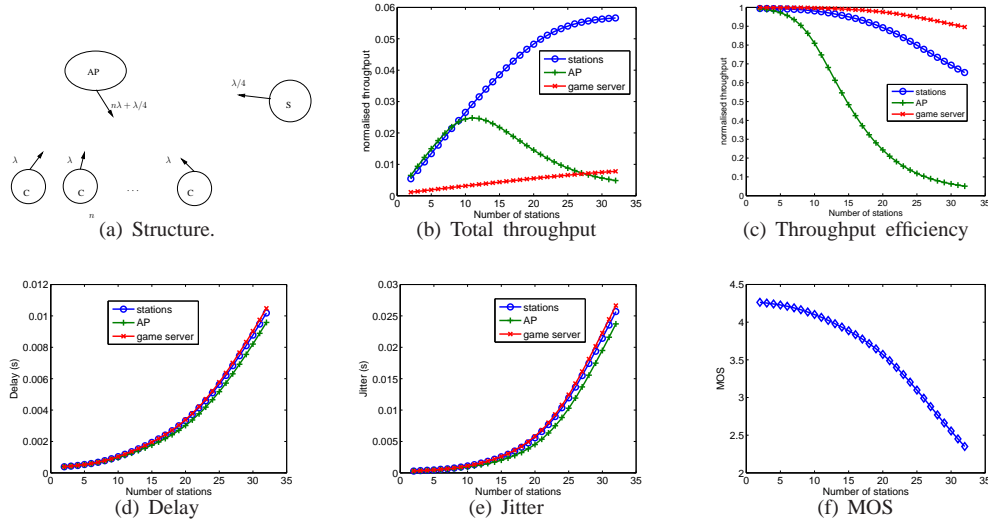 AP
nλ + λ/4
λ/4
S
λ
λ
λ
C
C
. . .
C
n
(a) Structure.
0.06
0.05
0.04
0.03
0.02
0.01
0
normalised throughput
stations
AP
game server
0 5 10 15 20 25 30 35
Number of stations
(b) Total throughput
1
0.9
0.8
0.7
0.6
0.5
0.4
0.3
0.2
0.1
0
normalised throughput
stations
AP
game server
0 5 10 15 20 25 30 35
Number of stations
(c) Throughput efficiency
0.012
0.01
0.008
0.006
0.004
0.002
0
Delay (s)
stations
AP
game server
0 5 10 15 20 25 30 35
Number of stations
(d) Delay
0.03
0.025
0.02
0.015
0.01
0.005
0
Jitter (s)
stations
AP
game server
0 5 10 15 20 25 30 35
Number of stations
(e) Jitter
4.5
4
3.5
3
2.5
2
MOS
0 5 10 15 20 25 30 35
Number of stations
(f) MOS